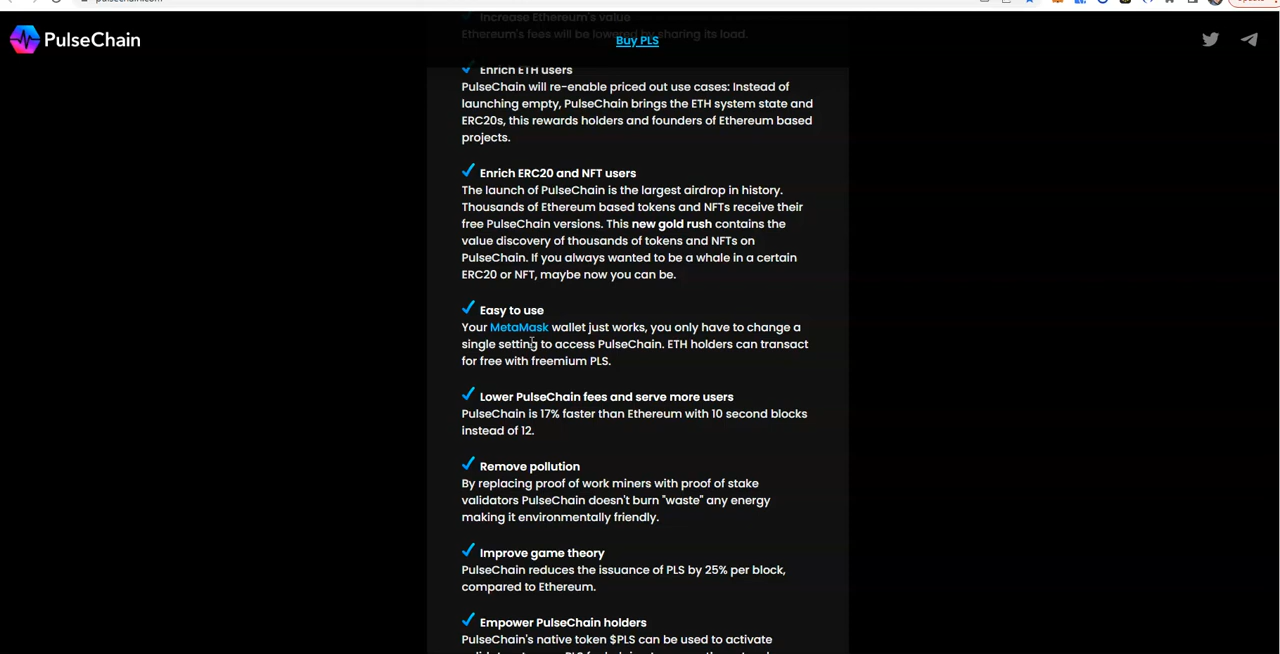 pulsechain.com
PulseChain
Buy PLS
Increase Ethereum's value
Ethereum's fees will be lowered by sharing its load.
Enrich ETH users
PulseChain will re-enable priced out use cases: Instead of
launching empty, PulseChain brings the ETH system state and
ERC20s, this rewards holders and founders of Ethereum based
projects.
Enrich ERC20 and NFT users
The launch of PulseChain is the largest airdrop in history.
Thousands of Ethereum based tokens and NFTs receive their
free PulseChain versions. This new gold rush contains the
value discovery of thousands of tokens and NFTs on
PulseChain. If you always wanted to be a whale in a certain
ERC20 or NFT, maybe now you can be.
Easy to use
Your MetaMask wallet just works, you only have to change a
single setting to access PulseChain. ETH holders can transact
for free with freemium PLS.
Lower PulseChain fees and serve more users
PulseChain is 17% faster than Ethereum with 10 second blocks
instead of 12.
Remove pollution
By replacing proof of work miners with proof of stake
validators PulseChain doesn't burn "waste" any energy
making it environmentally friendly.
Improve game theory
PulseChain reduces the issuance of PLS by 25% per block,
compared to Ethereum.
Empower PulseChain holders
PulseChain's native token $PLS can be used to activate